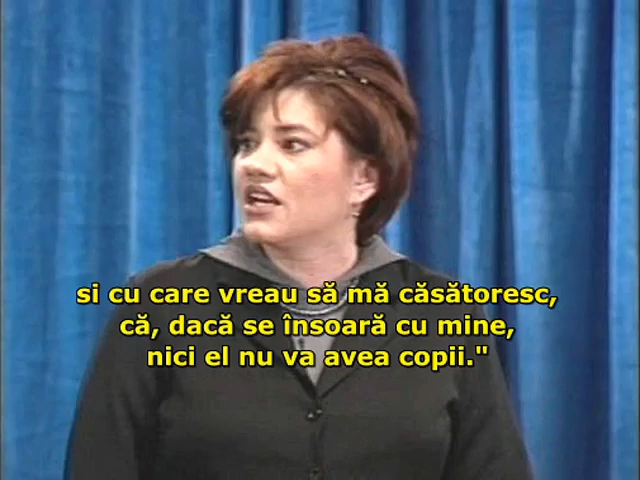 si cu care vreau să mă căsătoresc,
că, dacă se însoară cu mine,
nici el nu va avea copii."